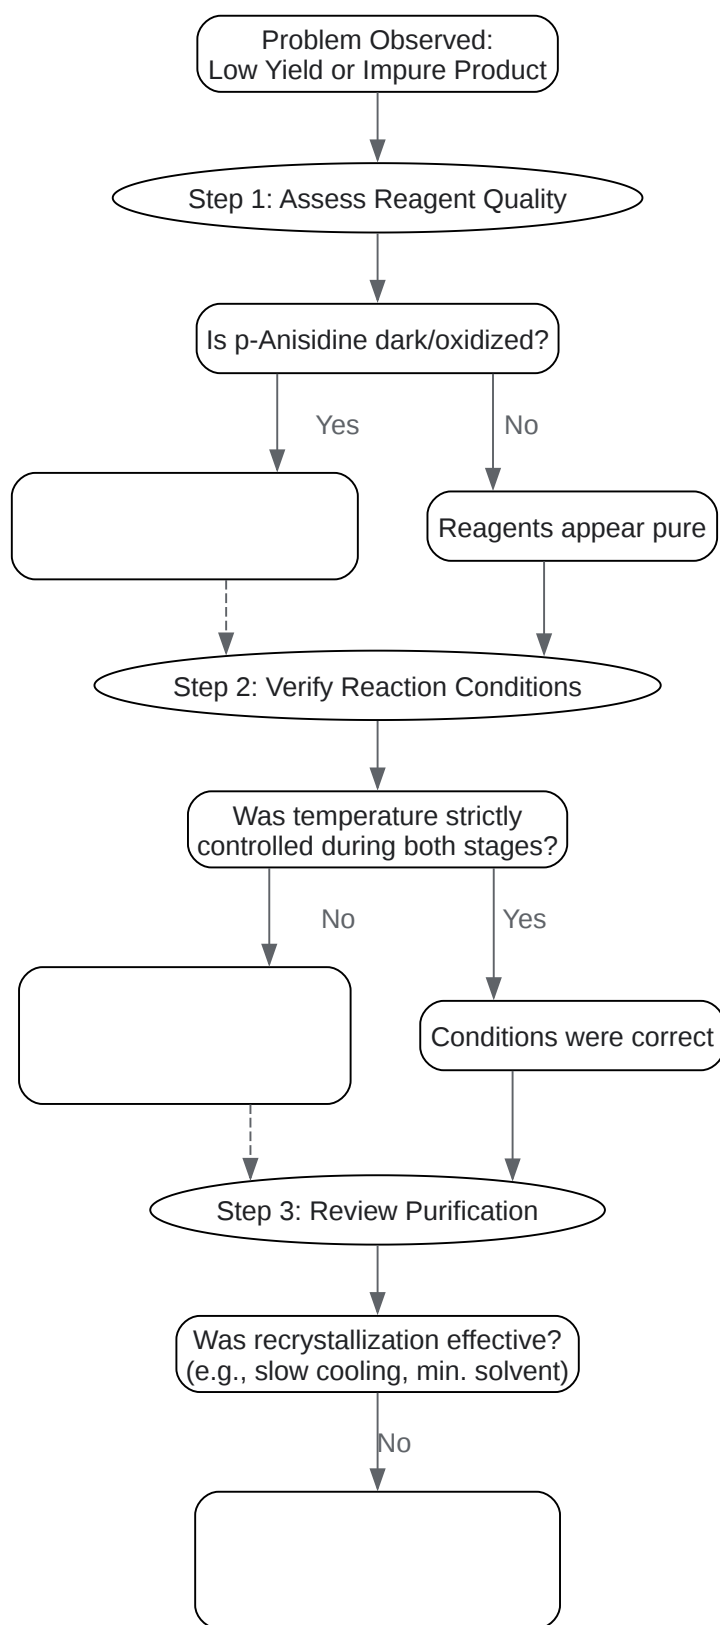 Problem Observed:
Low Yield or Impure Product
Step 1: Assess Reagent Quality
Is p-Anisidine dark/oxidized?
Yes
No
Reagents appear pure
Step 2: Verify Reaction Conditions
Was temperature strictly
controlled during both stages?
No
Yes
Conditions were correct
Step 3: Review Purification
Was recrystallization effective?
(e.g., slow cooling, min. solvent)
No